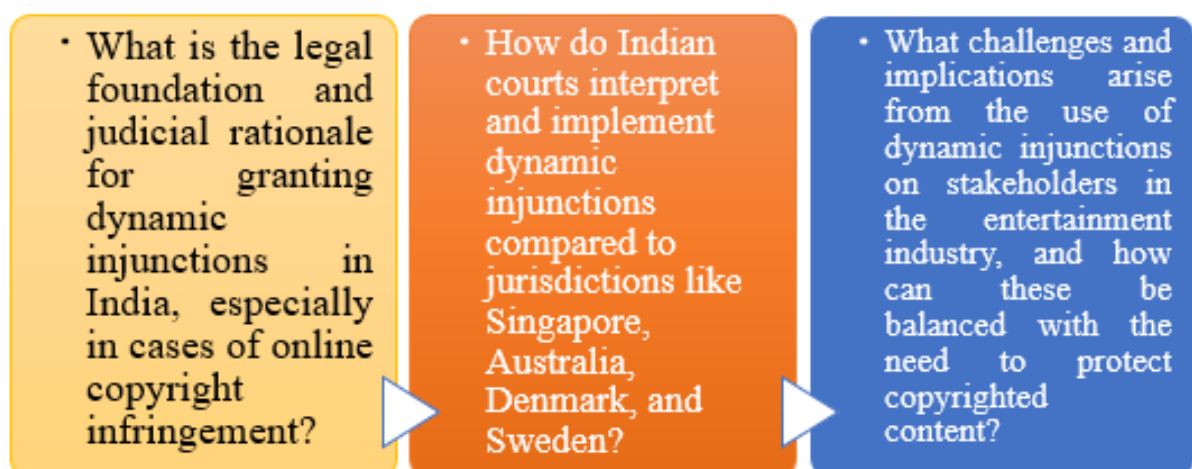 • What is the legal
foundation and
judicial rationale
for granting
dynamic
injunctions in
India, especially
in cases of online
copyright
infringement?
• How do Indian
courts interpret
and implement
dynamic
injunctions
compared to
jurisdictions like
Singapore,
Australia,
Denmark, and
Sweden?
• What challenges and
implications arise
from the use of
dynamic injunctions
on stakeholders in
the entertainment
industry, and how
can these be
balanced with the
need to protect
copyrighted
content?